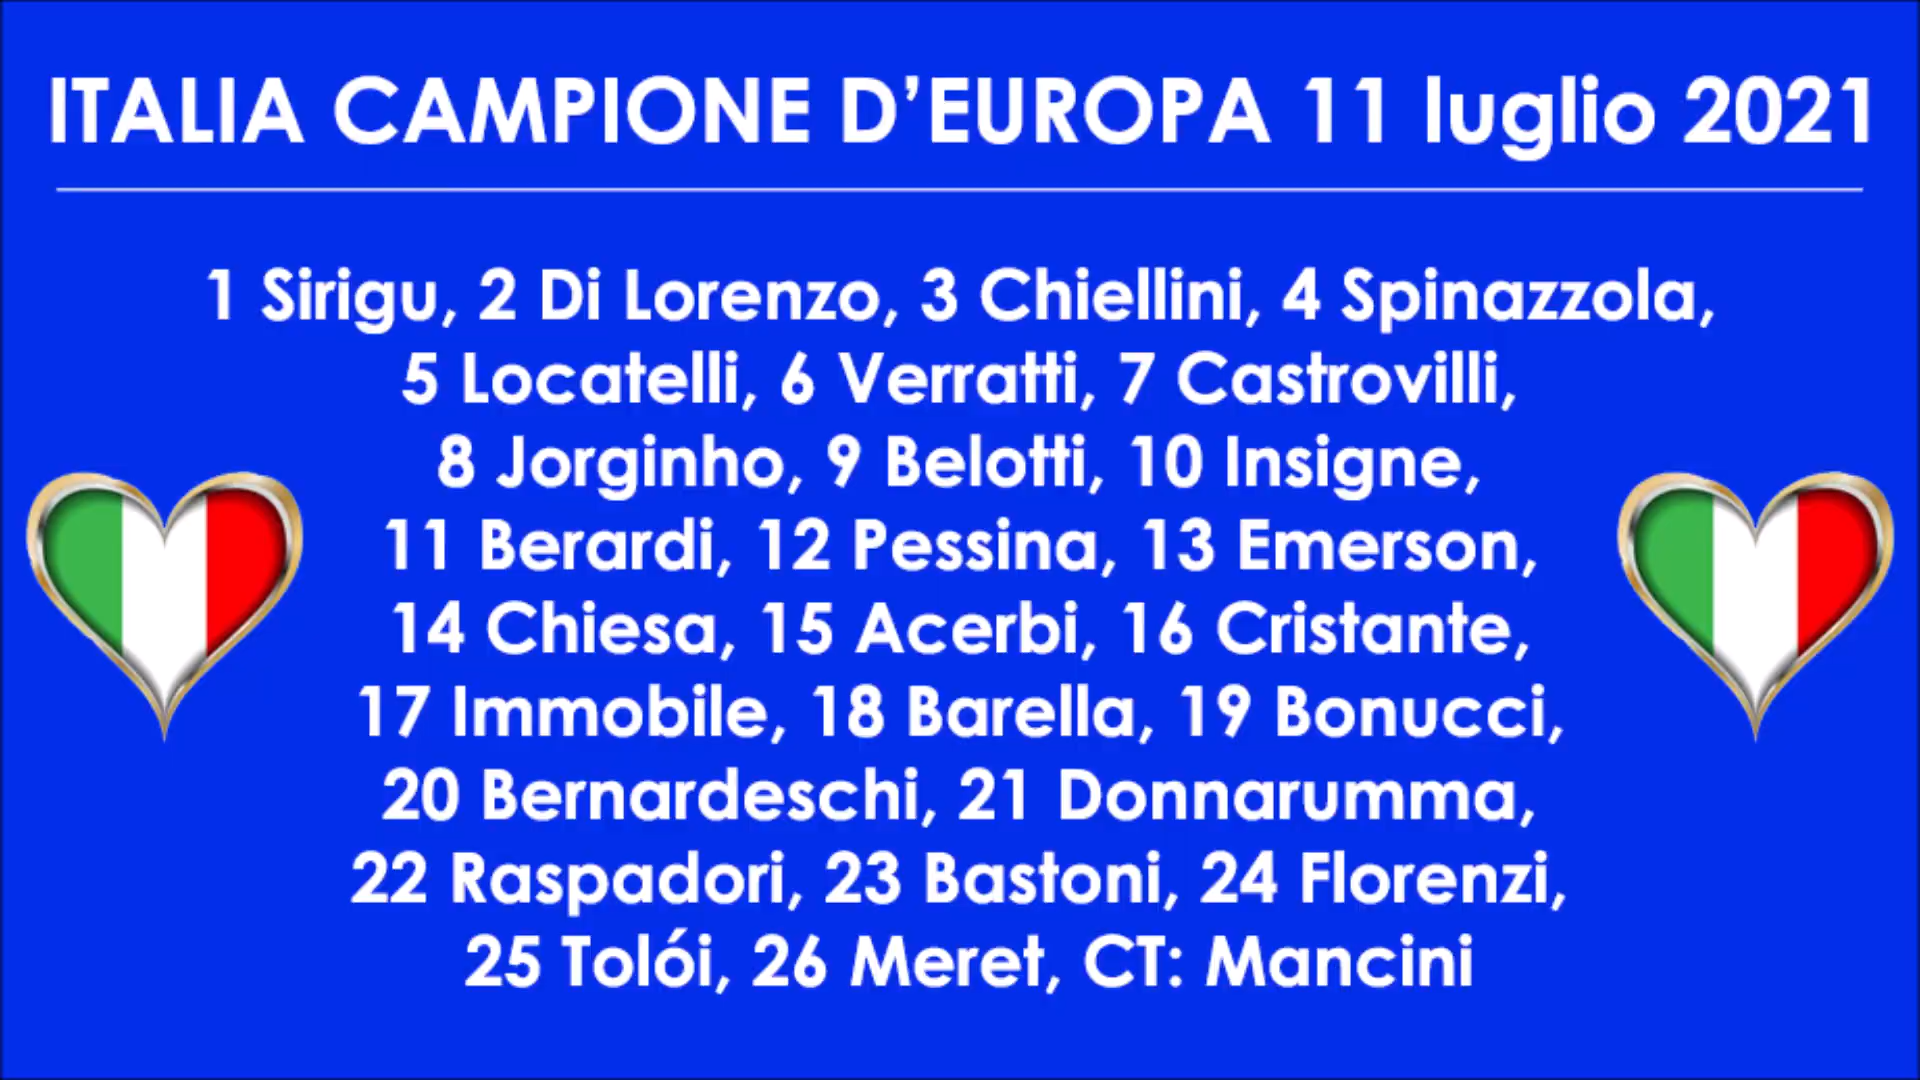 ITALIA CAMPIONE D’EUROPA 11 luglio 2021
1 Sirigu, 2 Di Lorenzo, 3 Chiellini, 4 Spinazzola,
5 Locatelli, 6 Verratti, 7 Castrovilli,
8 Jorginho, 9 Belotti, 10 Insigne,
11 Berardi, 12 Pessina, 13 Emerson,
14 Chiesa, 15 Acerbi, 16 Cristante,
17 Immobile, 18 Barella, 19 Bonucci,
20 Bernardeschi, 21 Donnarumma,
22 Raspadori, 23 Bastoni, 24 Florenzi,
25 Tolói, 26 Meret, CT: Mancini